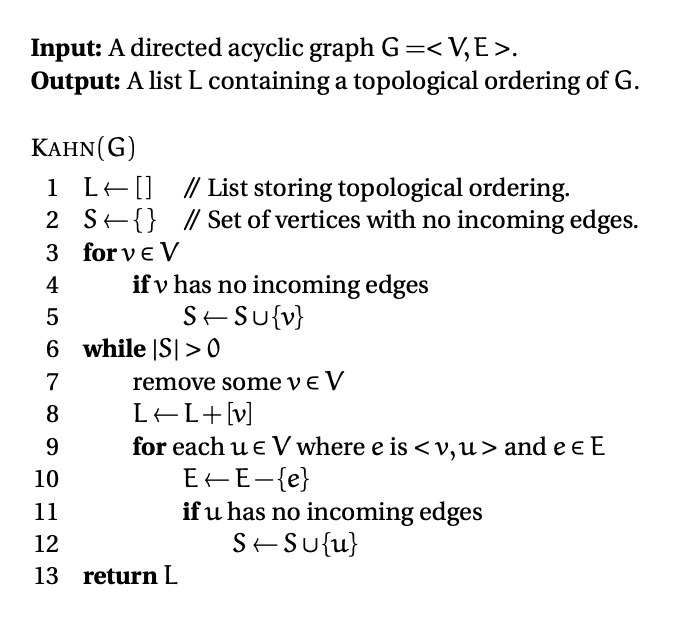 Input: A directed acyclic graph G =< V, E >.
Output: A list L containing a topological ordering of G.
KAHN(G)
1 L ← [] // List storing topological ordering.
2 S ← {} // Set of vertices with no incoming edges.
3 for v ∈ V
4 if v has no incoming edges
5 S ← S ∪ {v}
6 while |S| > 0
7 remove some v ∈ V
8 L ← L + [v]
9 for each u ∈ V where e is < v, u > and e ∈ E
10 E ← E − {e}
11 if u has no incoming edges
12 S ← S ∪ {u}
13 return L